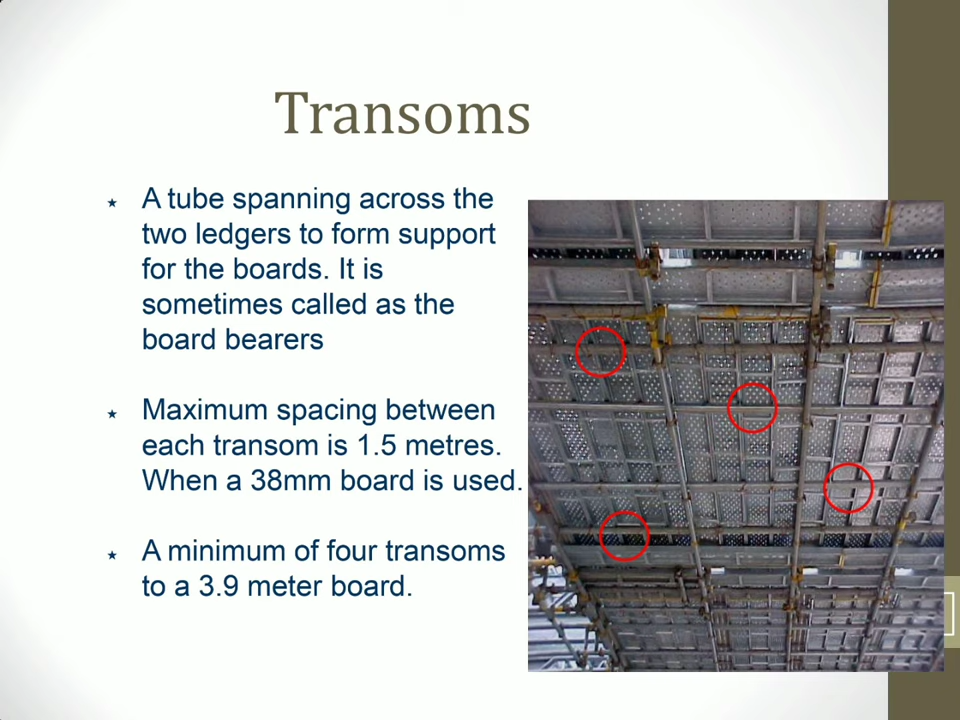 Transoms
A tube spanning across the
two ledgers to form support
for the boards. It is
sometimes called as the
board bearers
Maximum spacing between
each transom is 1.5 metres.
When a 38mm board is used.
A minimum of four transoms
to a 3.9 meter board.